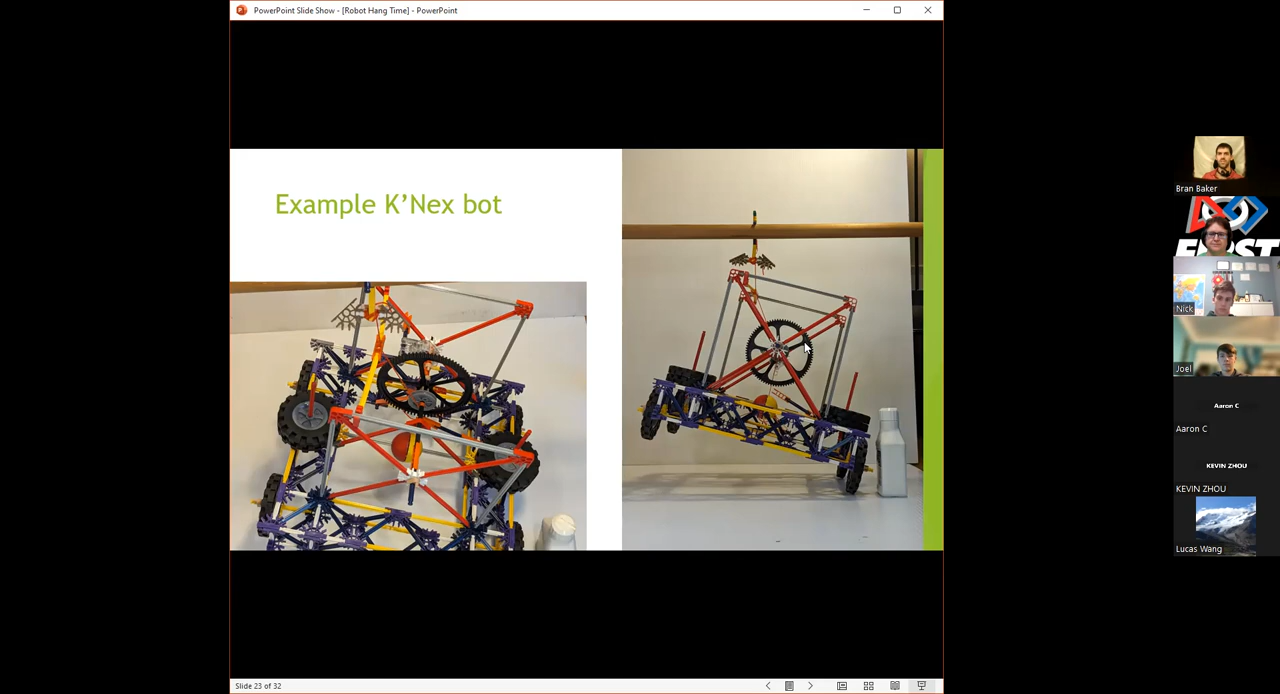 PowerPoint Slide Show - [Robot Hang Time] - PowerPoint
Example K'Nex bot
Slide 23 of 32
Bran Baker
FIRST
Nick
Joel
Aaron C
Aaron C
KEVIN ZHOU
KEVIN ZHOU
Lucas Wang